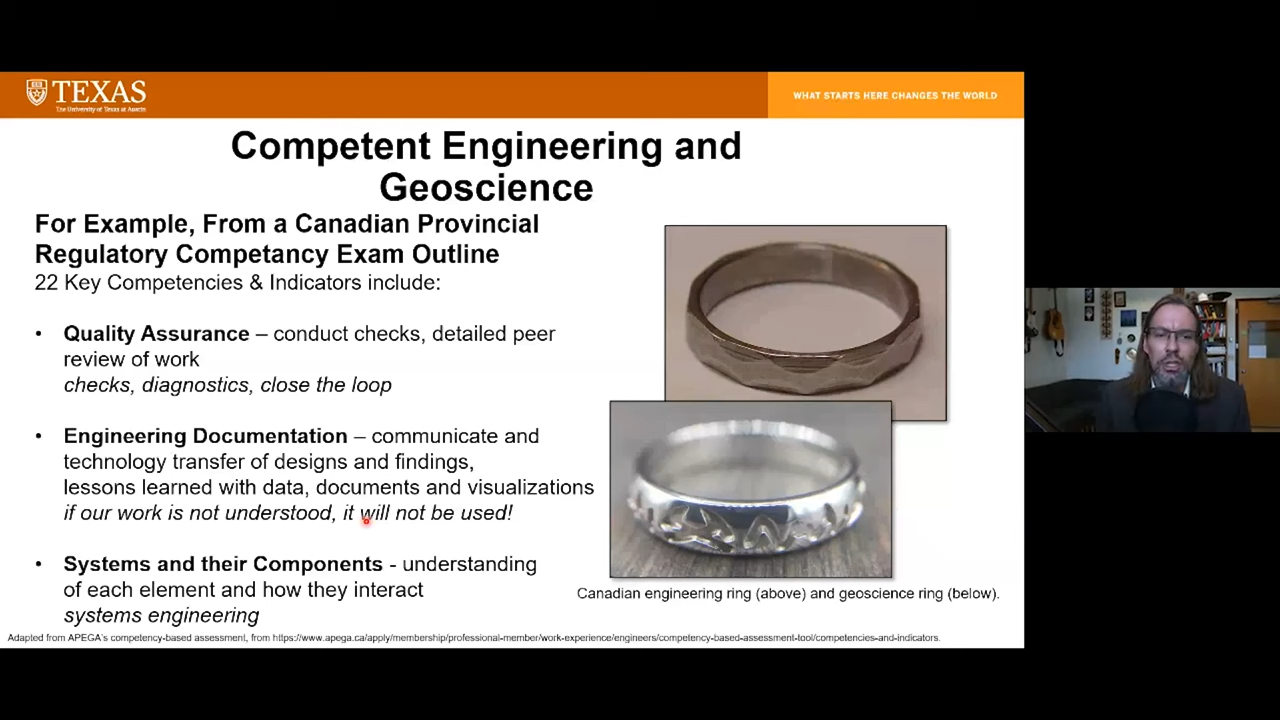 TEXAS
The University of Texas at Austin
WHAT STARTS HERE CHANGES THE WORLD
Competent Engineering and
Geoscience
For Example, From a Canadian Provincial
Regulatory Competancy Exam Outline
22 Key Competencies & Indicators include:
• Quality Assurance – conduct checks, detailed peer
review of work
checks, diagnostics, close the loop
• Engineering Documentation – communicate and
technology transfer of designs and findings,
lessons learned with data, documents and visualizations
if our work is not understood, it will not be used!
• Systems and their Components - understanding
of each element and how they interact
systems engineering
Canadian engineering ring (above) and geoscience ring (below).
Adapted from APEGA's competency-based assessment, from https://www.apega.ca/apply/membership/professional-member/work-experience/engineers/competency-based-assessment-tool/competencies-and-indicators.